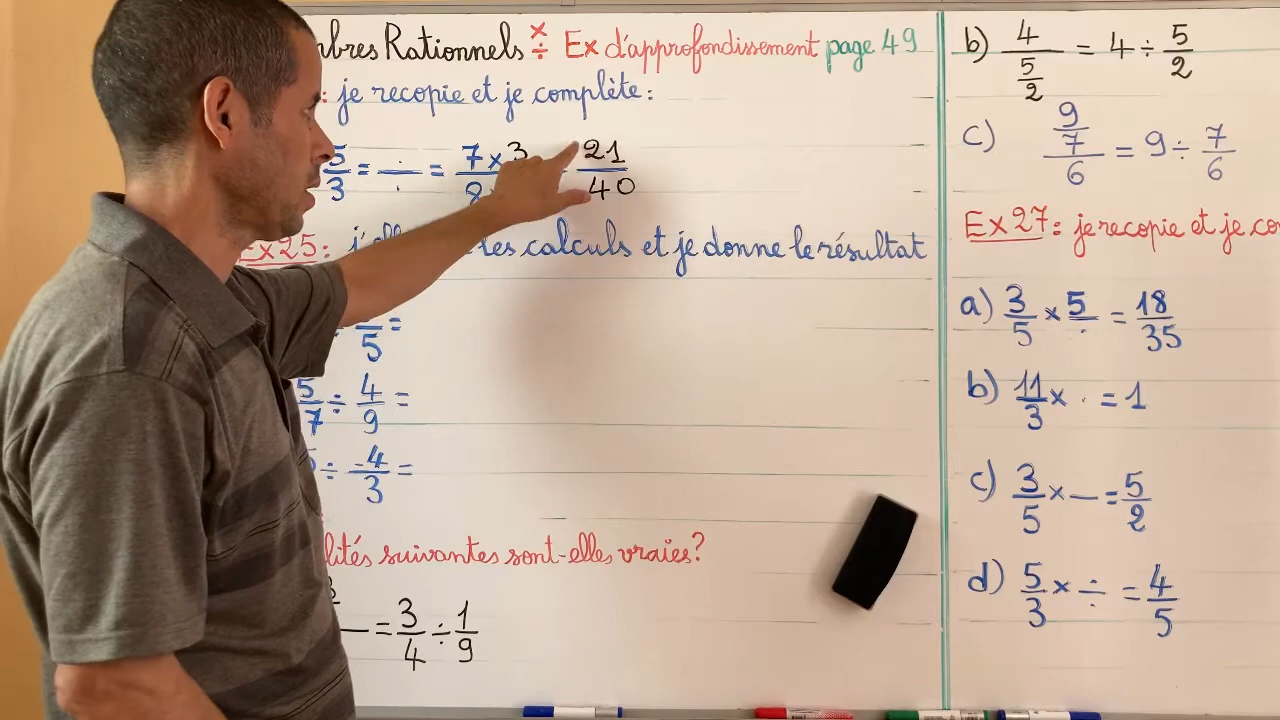 bres Rationnels × ÷ Ex d'approfondissement page 49
: je recopie et je complète:
5/3 = ÷ = 7 × 3 / 8 21/40
Ex25: les calculs et je donne le résultat
÷ /5 =
5/7 ÷ 4/9 =
÷ -4/3 =
lités suivantes sont-elles vraies?
= 3/4 ÷ 1/9
b) 4/(5/2) = 4 ÷ 5/2
c) (9/7)/6 = 9 ÷ 7/6
Ex27: je recopie et je co
a) 3/5 × 5/. = 18/35
b) 11/3 × . = 1
c) 3/5 × — = 5/2
d) 5/3 × ÷ = 4/5